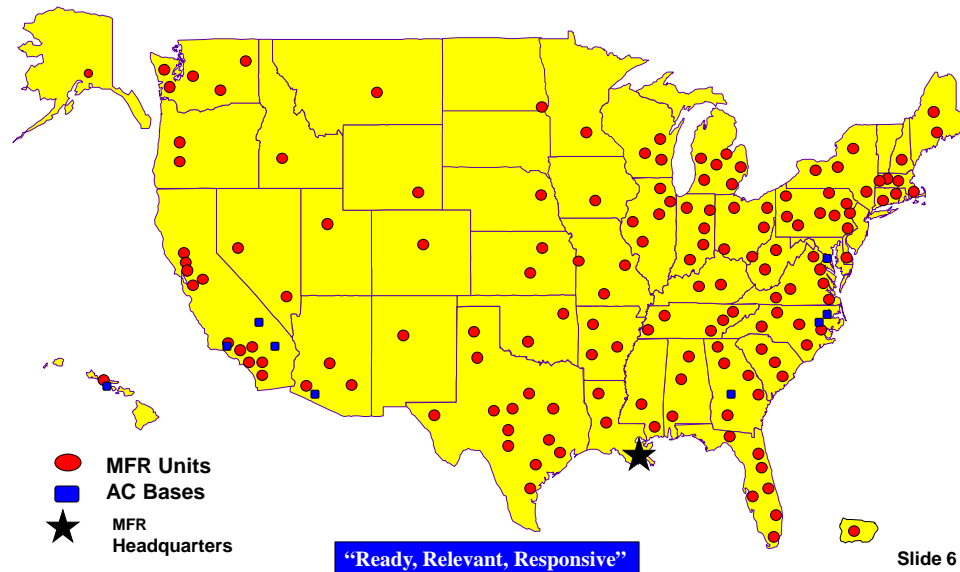 MFR Units
AC Bases
MFR
Headquarters
“Ready, Relevant, Responsive”
Slide 6